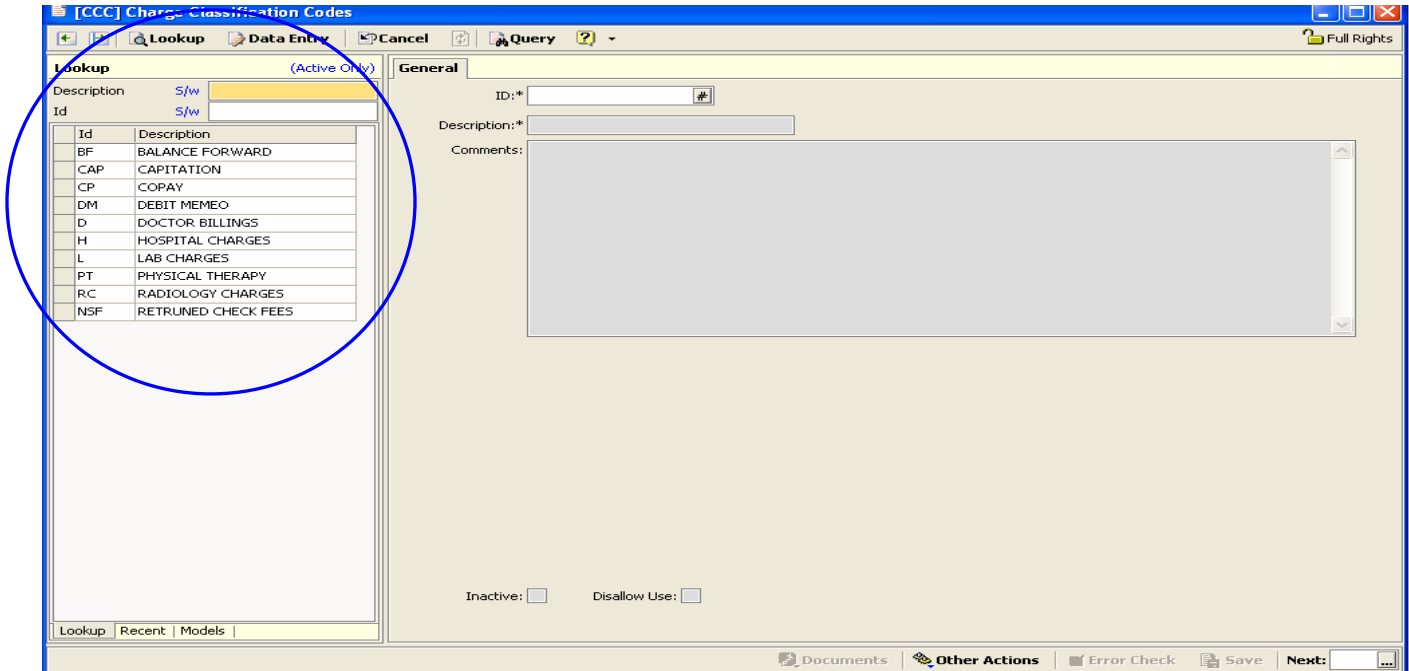 [CCC] Charge Classification Codes
Lookup Data Entry Cancel Query Full Rights
Lookup (Active Only)
Description S/w
Id S/w
Id Description
BF BALANCE FORWARD
CAP CAPITATION
CP COPAY
DM DEBIT MEMEO
D DOCTOR BILLINGS
H HOSPITAL CHARGES
L LAB CHARGES
PT PHYSICAL THERAPY
RC RADIOLOGY CHARGES
NSF RETRUNED CHECK FEES
Lookup Recent Models
General
ID:* #
Description:*
Comments:
Inactive: Disallow Use:
Documents Other Actions Error Check Save Next: ...